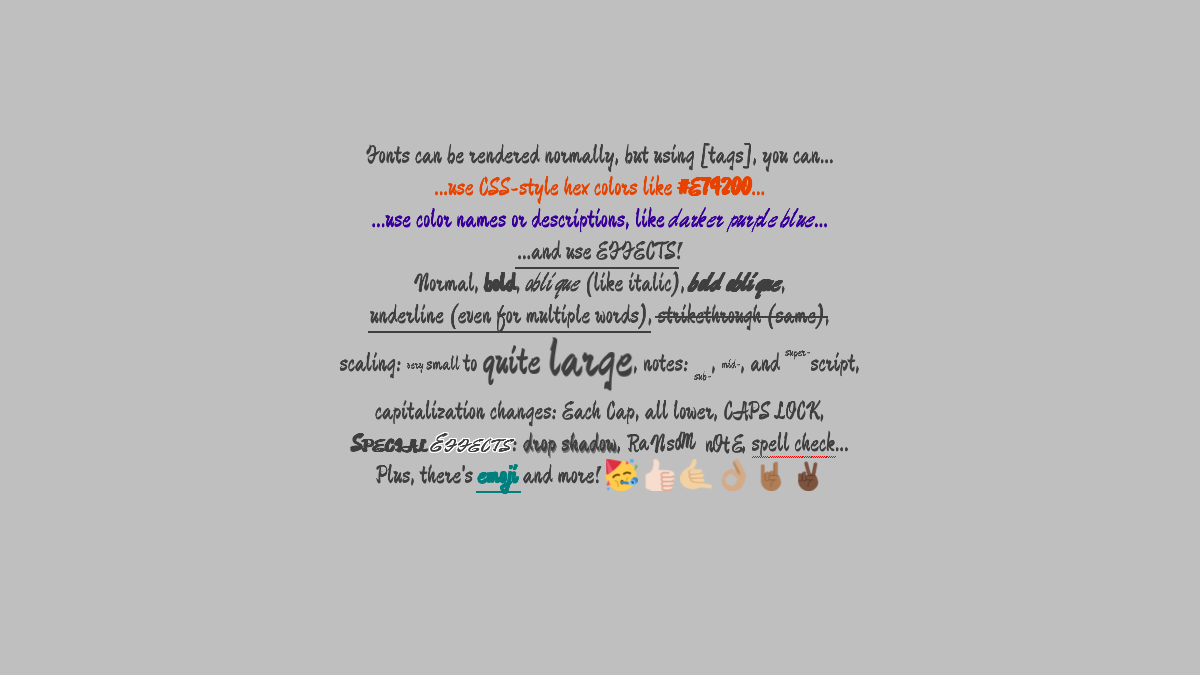 Fonts can be rendered normally, but using [tags], you can...
...use CSS-style hex colors like #E74200...
...use color names or descriptions, like darker purple blue...
...and use EFFECTS!
Normal, bold, oblique (like italic), bold oblique,
underline (even for multiple words), strikethrough (same),
scaling: very small to quite large, notes: sub-, mid-, and super-script,
capitalization changes: Each Cap, all lower, CAPS LOCK,
SPECIAL EFFECTS: drop shadow, RaNsoM nOtE, spell check...
Plus, there's emoji and more! 🥳👍🏻🤙🏼👌🏽🤘🏾✌🏿